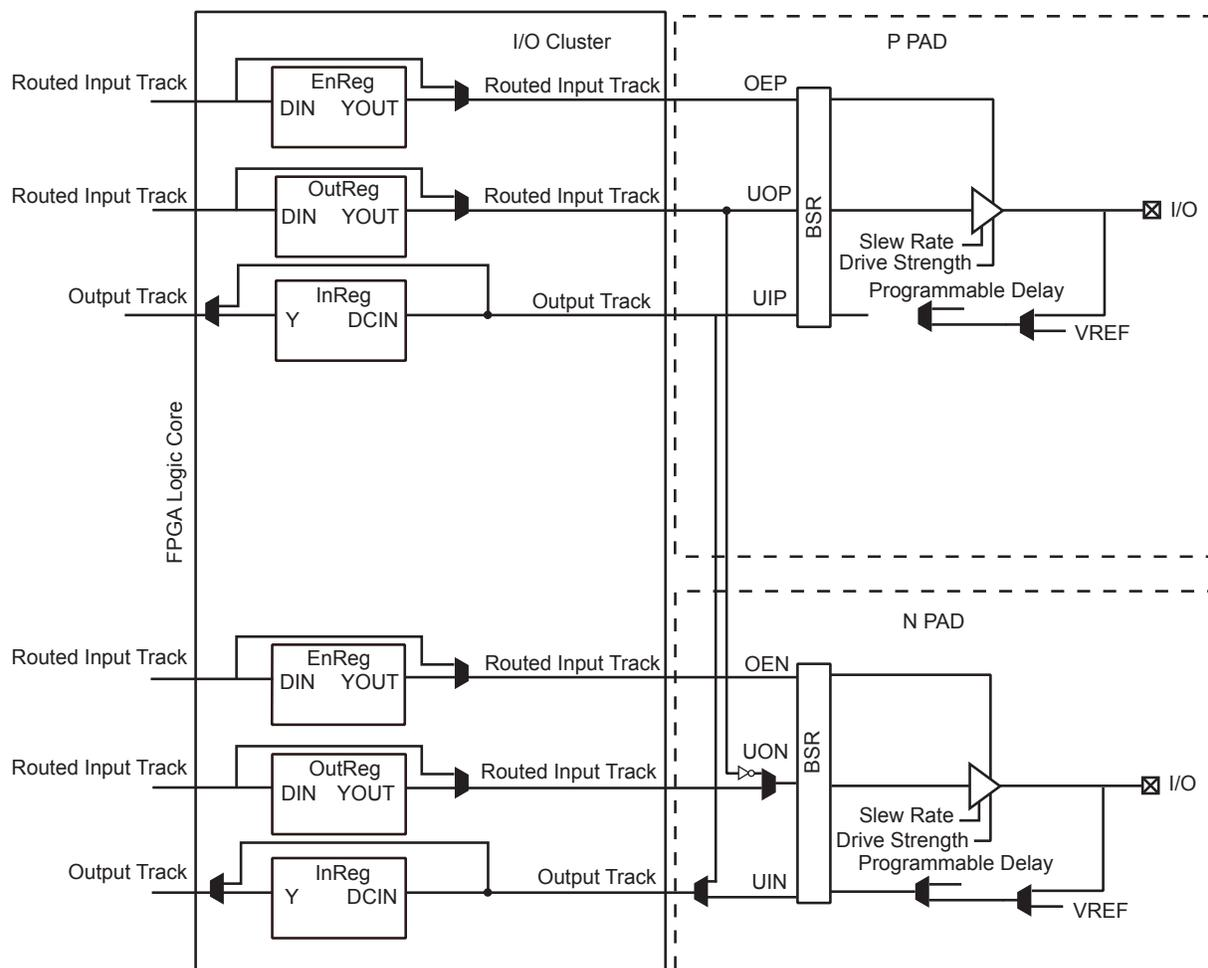 I/O Cluster
P PAD
Routed Input Track
EnReg
DIN YOUT
Routed Input Track
OEP
Routed Input Track
OutReg
DIN YOUT
Routed Input Track
UOP
BSR
I/O
Slew Rate
Drive Strength
Output Track
InReg
Y DCIN
Output Track
UIP
Programmable Delay
VREF
FPGA Logic Core
N PAD
Routed Input Track
EnReg
DIN YOUT
Routed Input Track
OEN
Routed Input Track
OutReg
DIN YOUT
Routed Input Track
UON
BSR
I/O
Slew Rate
Drive Strength
Output Track
InReg
Y DCIN
Output Track
UIN
Programmable Delay
VREF